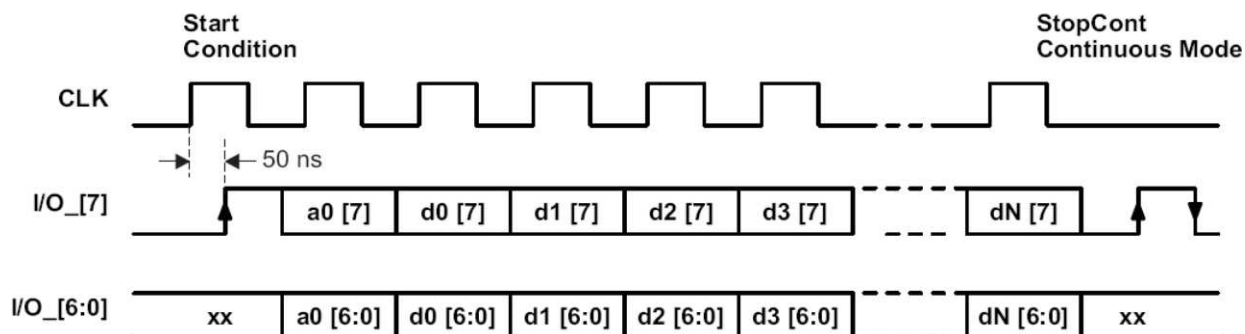 Start
Condition
StopCont
Continuous Mode
CLK
50 ns
I/O_[7]
a0 [7] d0 [7] d1 [7] d2 [7] d3 [7] dN [7]
I/O_[6:0]
xx a0 [6:0] d0 [6:0] d1 [6:0] d2 [6:0] d3 [6:0] dN [6:0] xx